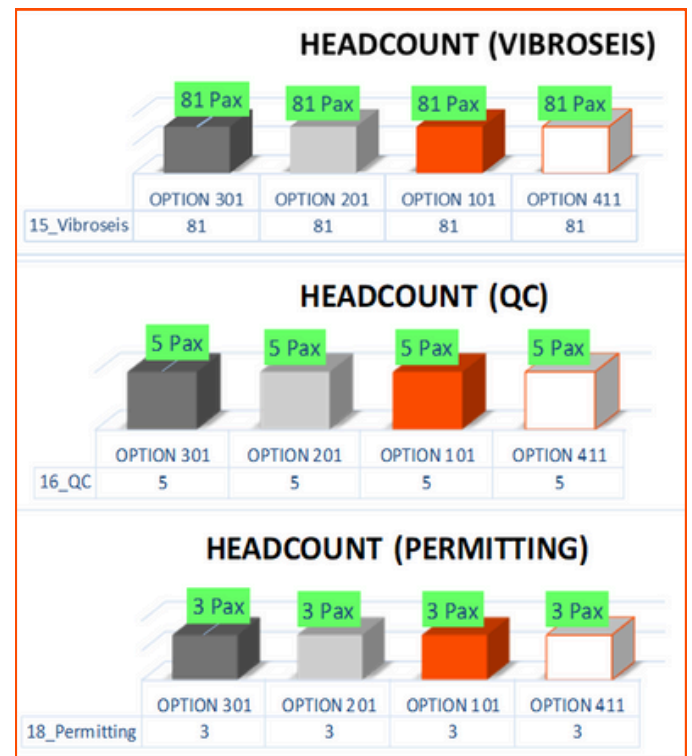 HEADCOUNT (VIBROSEIS)
81 Pax 81 Pax 81 Pax 81 Pax
OPTION 301 OPTION 201 OPTION 101 OPTION 411
15_Vibroseis 81 81 81 81
HEADCOUNT (QC)
5 Pax 5 Pax 5 Pax 5 Pax
OPTION 301 OPTION 201 OPTION 101 OPTION 411
16_QC 5 5 5 5
HEADCOUNT (PERMITTING)
3 Pax 3 Pax 3 Pax 3 Pax
OPTION 301 OPTION 201 OPTION 101 OPTION 411
18_Permitting 3 3 3 3